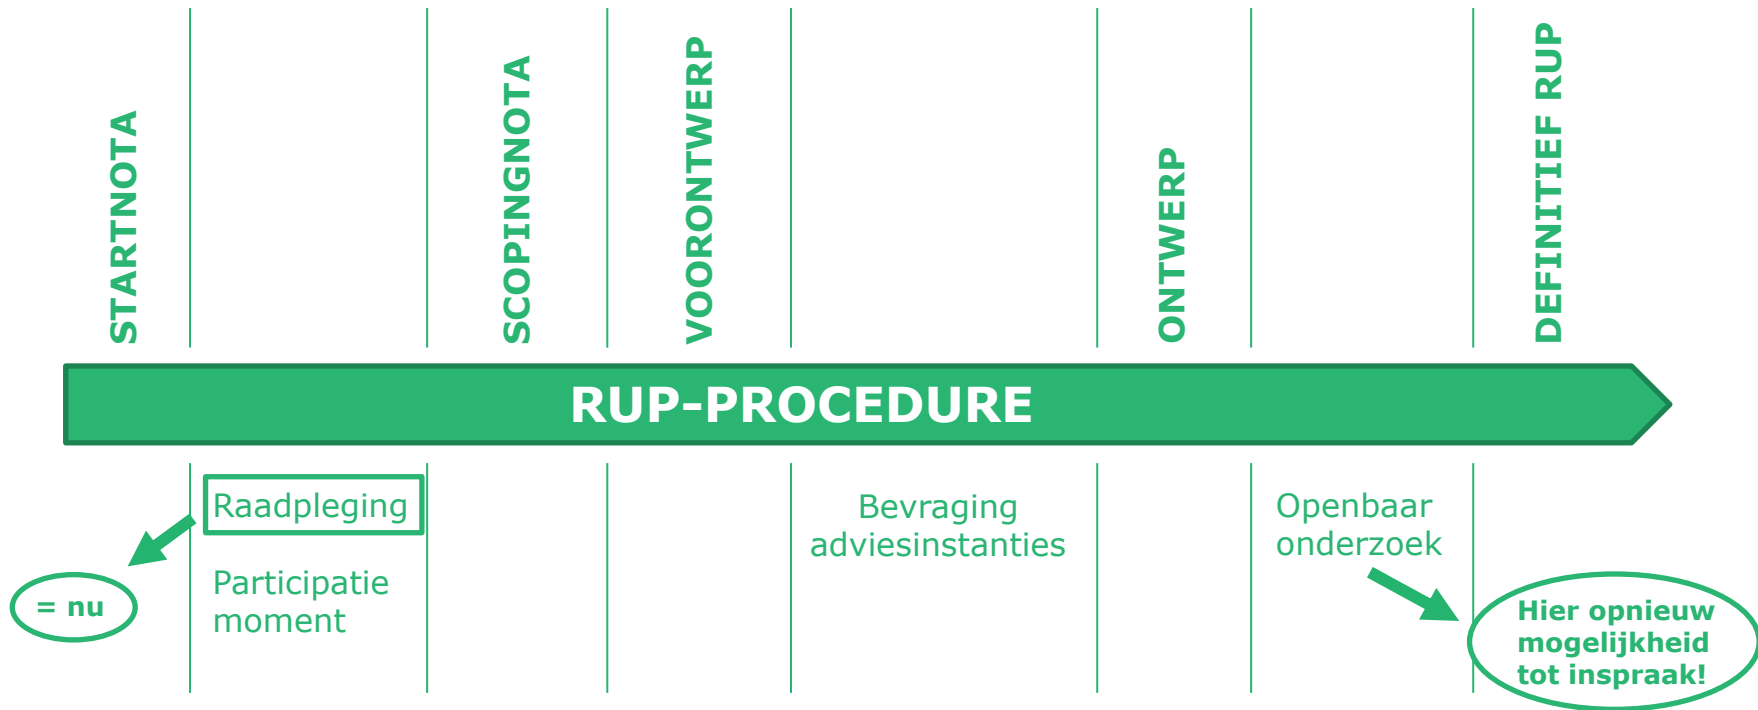 STARTNOTA
SCOPINGNOTA
VOORONTWERP
ONTWERP
DEFINITIEF RUP
RUP-PROCEDURE
Raadpleging
= nu
Participatie
moment
Bevraging
adviesinstanties
Openbaar
onderzoek
Hier opnieuw
mogelijkheid
tot inspraak!